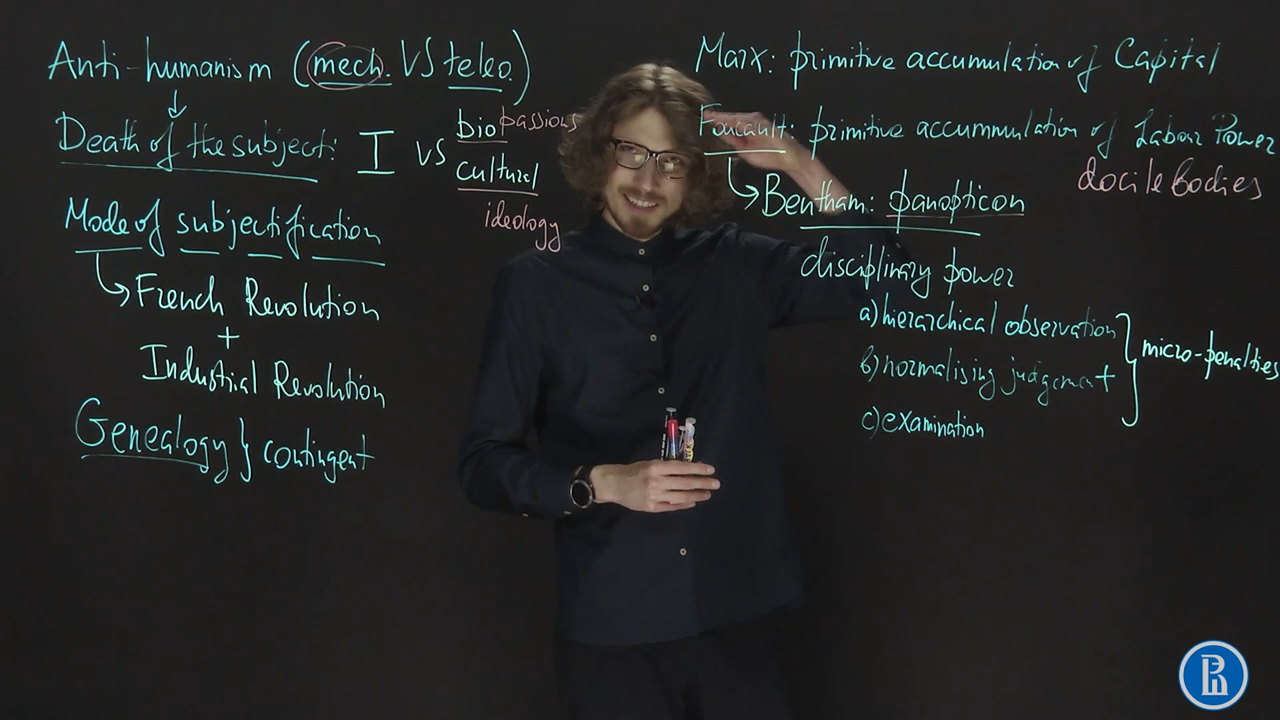 Anti-humanism (mech. VS teleo.)
Death of the subject: I vs bio passions
cultural
ideology
Mode of subjectification
French Revolution
+
Industrial Revolution
Genealogy } contingent
Marx: primitive accumulation of Capital
Foucault: primitive accummulation of Labour Power
docile bodies
Bentham: panopticon
disciplinary power
a) hierarchical observation
b) normalising judgement
c) examination
micro-penalties